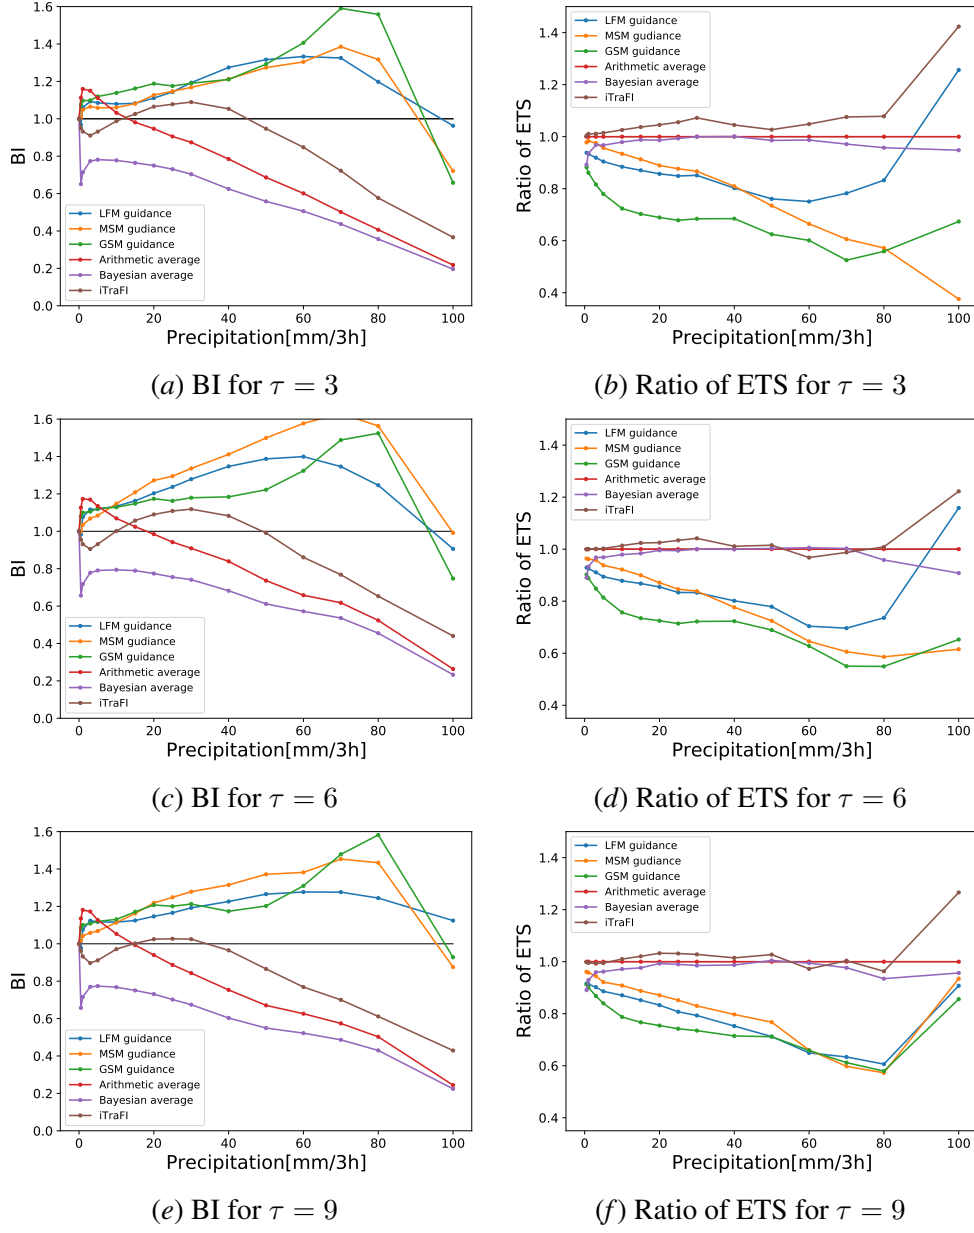 1.6
1.4
1.2
1.0
0.8
0.6
0.4
0.2
0.0
BI
LFM guidance
MSM gudiance
GSM guidance
Arithmetic average
Bayesian average
iTraFI
0 20 40 60 80 100
Precipitation[mm/3h]
(a) BI for τ = 3
1.4
1.2
1.0
0.8
0.6
0.4
Ratio of ETS
LFM guidance
MSM gudiance
GSM guidance
Arithmetic average
Bayesian average
iTraFI
0 20 40 60 80 100
Precipitation[mm/3h]
(b) Ratio of ETS for τ = 3
1.6
1.4
1.2
1.0
0.8
0.6
0.4
0.2
0.0
BI
LFM guidance
MSM gudiance
GSM guidance
Arithmetic average
Bayesian average
iTraFI
0 20 40 60 80 100
Precipitation[mm/3h]
(c) BI for τ = 6
1.4
1.2
1.0
0.8
0.6
0.4
Ratio of ETS
LFM guidance
MSM gudiance
GSM guidance
Arithmetic average
Bayesian average
iTraFI
0 20 40 60 80 100
Precipitation[mm/3h]
(d) Ratio of ETS for τ = 6
1.6
1.4
1.2
1.0
0.8
0.6
0.4
0.2
0.0
BI
LFM guidance
MSM gudiance
GSM guidance
Arithmetic average
Bayesian average
iTraFI
0 20 40 60 80 100
Precipitation[mm/3h]
(e) BI for τ = 9
1.4
1.2
1.0
0.8
0.6
0.4
Ratio of ETS
LFM guidance
MSM gudiance
GSM guidance
Arithmetic average
Bayesian average
iTraFI
0 20 40 60 80 100
Precipitation[mm/3h]
(f) Ratio of ETS for τ = 9